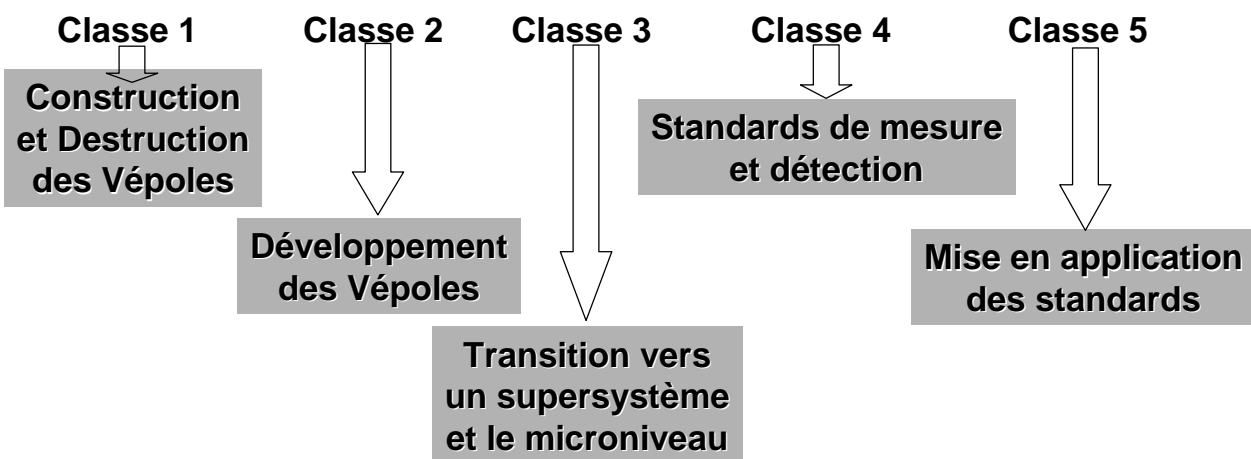 Classe 1
Classe 2
Classe 3
Classe 4
Classe 5
Construction
et Destruction
des Vépoles
Développement
des Vépoles
Transition vers
un supersystème
et le microniveau
Standards de mesure
et détection
Mise en application
des standards